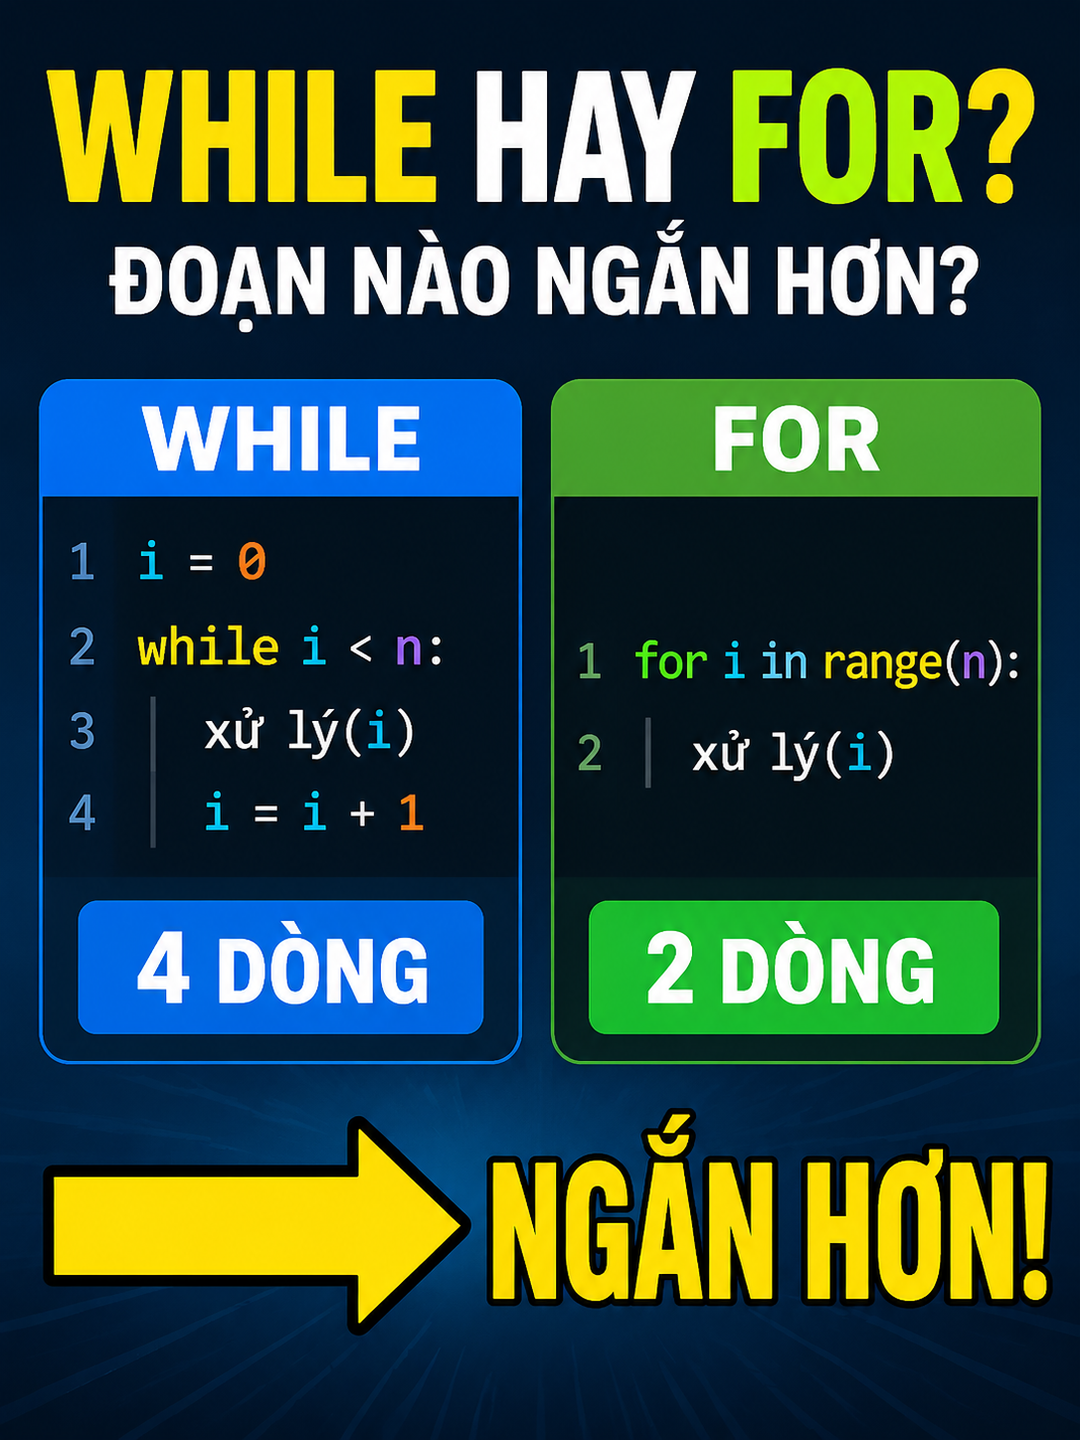 WHILE HAY FOR?
ĐOẠN NÀO NGẮN HƠN?
WHILE
1 i = 0
2 while i < n:
3 xử lý(i)
4 i = i + 1
4 DÒNG
FOR
1 for i in range(n):
2 xử lý(i)
2 DÒNG
NGẮN HƠN!